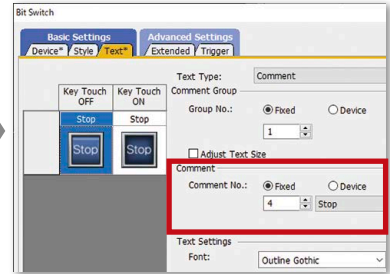 Bit Switch
Basic Settings
Advanced Settings
Device* Style Text* Extended Trigger
Key Touch OFF
Key Touch ON
Stop
Stop
Stop
Stop
Text Type: Comment
Comment Group
Group No.: Fixed Device
1
Adjust Text Size
Comment
Comment No.: Fixed Device
4 Stop
Text Settings
Font: Outline Gothic